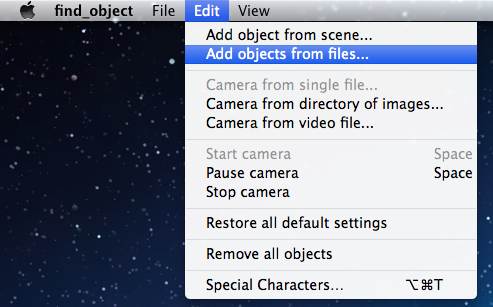 find_object File Edit View
Add object from scene...
Add objects from files...
Camera from single file...
Camera from directory of images...
Camera from video file...
Start camera Space
Pause camera Space
Stop camera
Restore all default settings
Remove all objects
Special Characters... ⌥⌘T